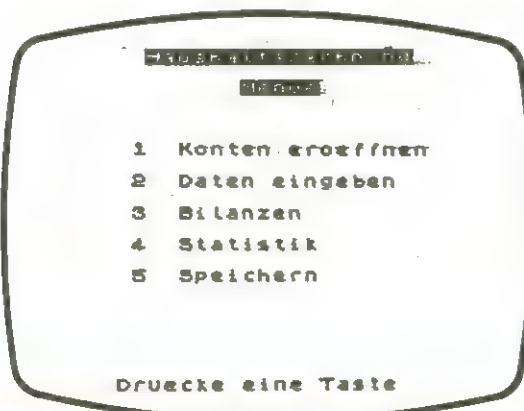 1 Konten eroeffnen
2 Daten eingeben
3 Bilanzen
4 Statistik
5 Speichern
Druecke eine Taste